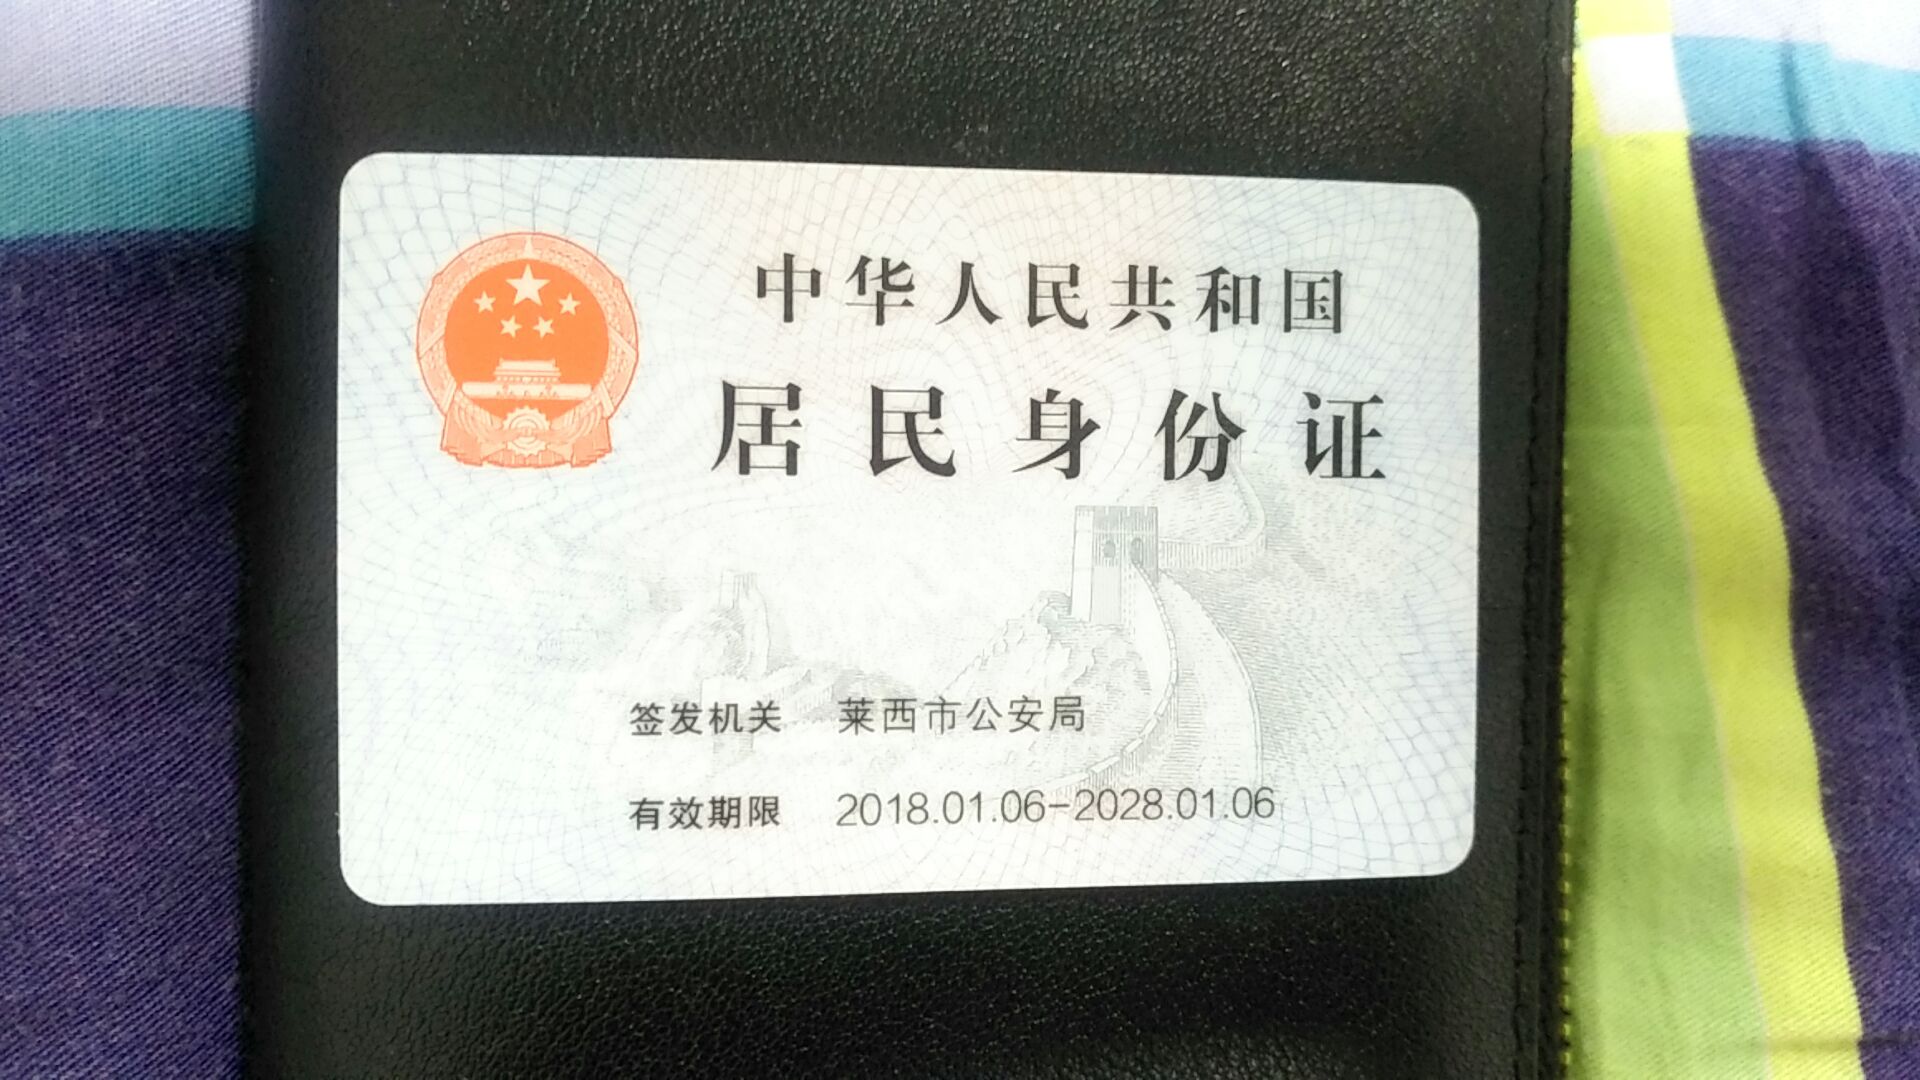 中华人民共和国
居民身份证
签发机关 莱西市公安局
有效期限 2018.01.06-2028.01.06